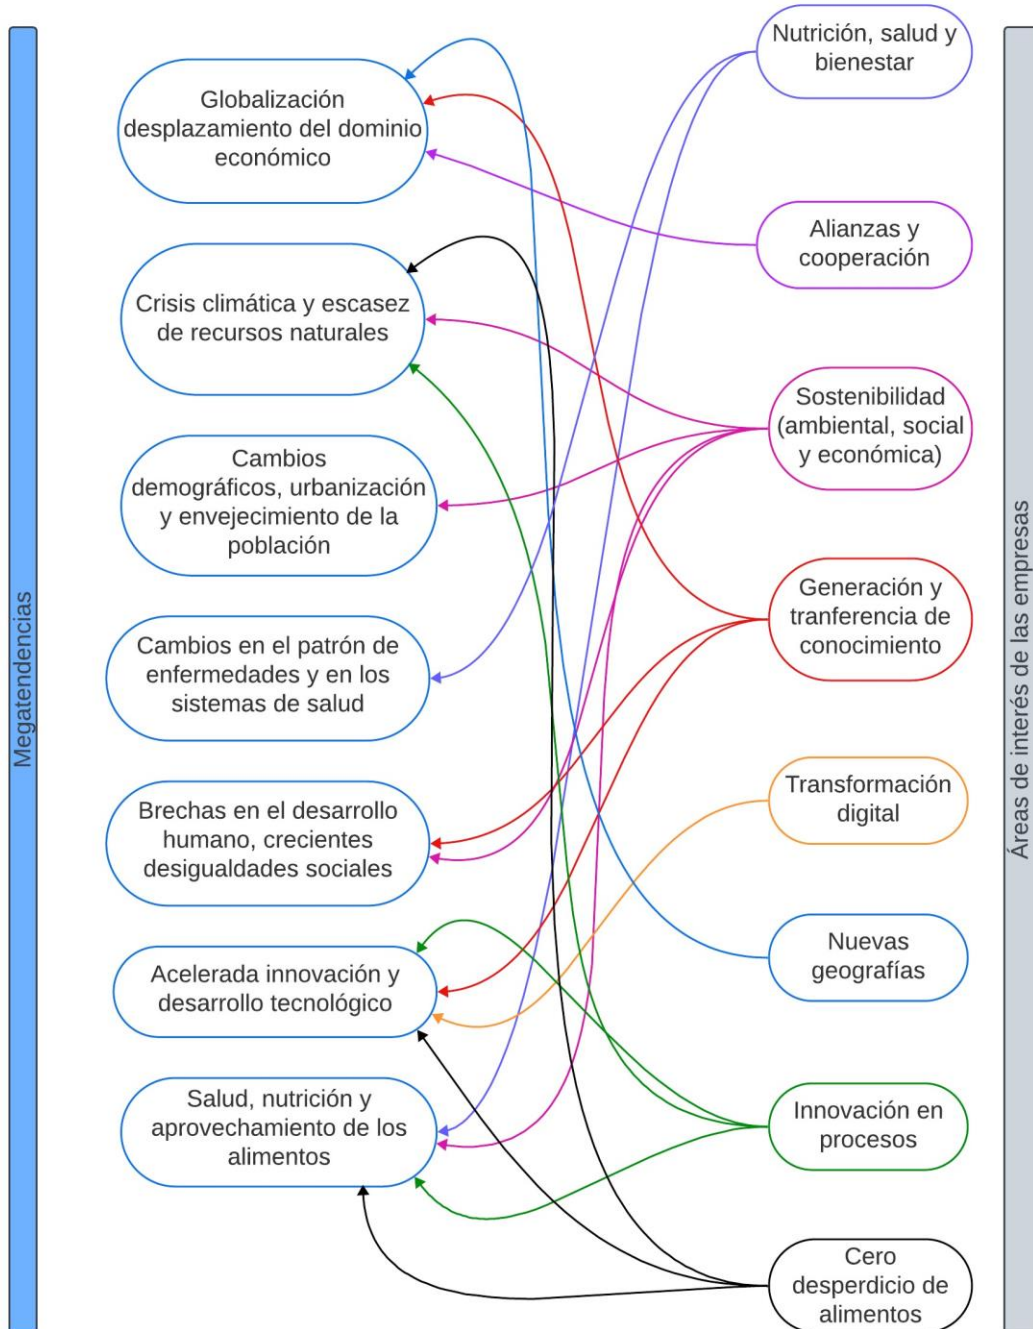 Megatendencias
Globalización
desplazamiento del dominio
económico
Crisis climática y escasez
de recursos naturales
Cambios
demográficos, urbanización
y envejecimiento de la
población
Cambios en el patrón de
enfermedades y en los
sistemas de salud
Brechas en el desarrollo
humano, crecientes
desigualdades sociales
Acelerada innovación y
desarrollo tecnológico
Salud, nutrición y
aprovechamiento de los
alimentos
Nutrición, salud y
bienestar
Alianzas y
cooperación
Sostenibilidad
(ambiental, social
y económica)
Generación y
tranferencia de
conocimiento
Transformación
digital
Nuevas
geografías
Innovación en
procesos
Cero
desperdicio de
alimentos
Áreas de interés de las empresas